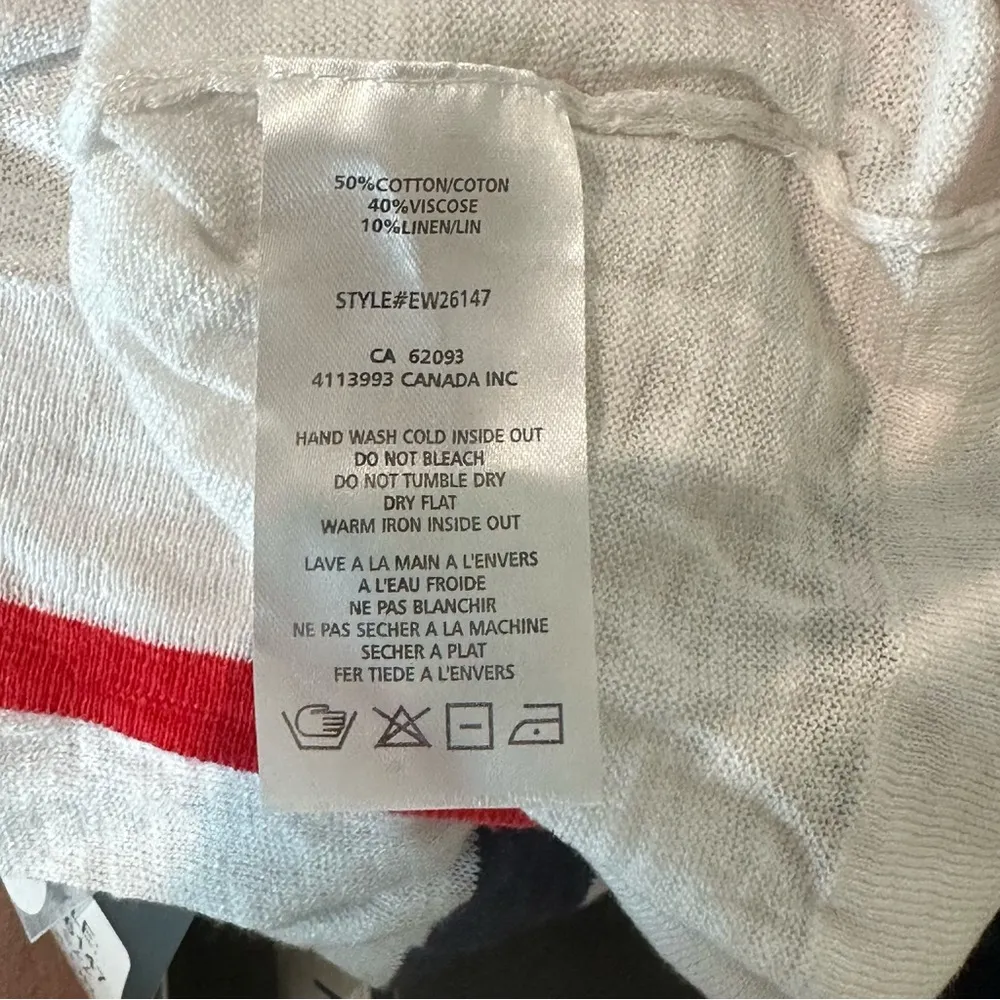 50%COTTON/COTON
40%VISCOSE
10%LINEN/LIN
STYLE#EW26147
CA 62093
4113993 CANADA INC
HAND WASH COLD INSIDE OUT
DO NOT BLEACH
DO NOT TUMBLE DRY
DRY FLAT
WARM IRON INSIDE OUT
LAVE A LA MAIN A L'ENVERS
A L'EAU FROIDE
NE PAS BLANCHIR
NE PAS SECHER A LA MACHINE
SECHER A PLAT
FER TIEDE A L'ENVERS